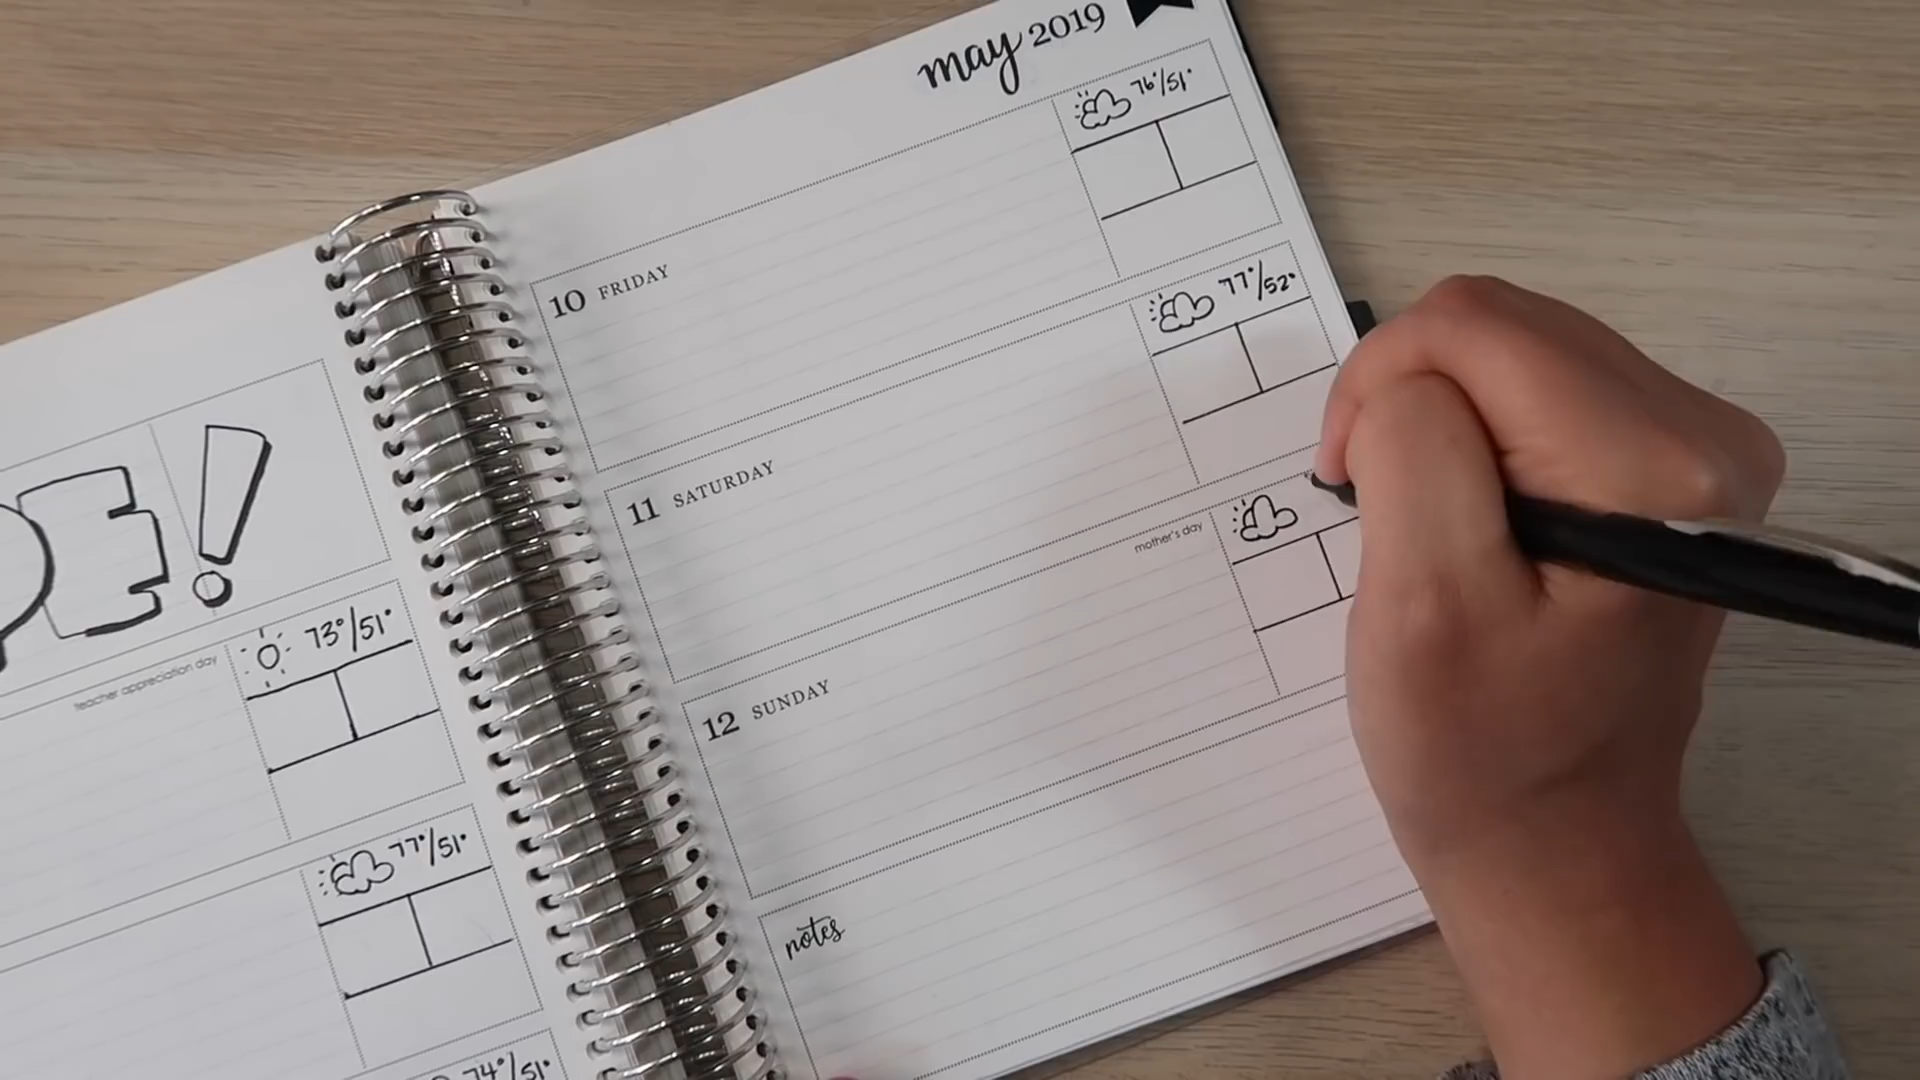 PE!
teacher appreciation day
73°/51°
77°/51°
74°/51°
may 2019
76°/51°
10 FRIDAY
77°/52°
11 SATURDAY
mother's day
12 SUNDAY
notes